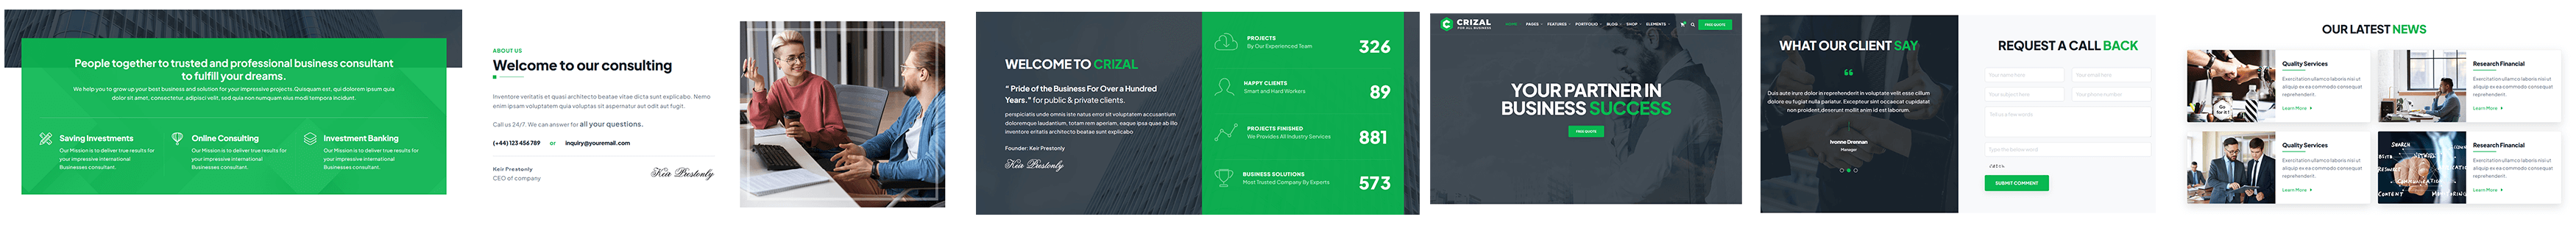 People together to trusted and professional business consultant
to fulfill your dreams.
We help you to grow up your business and solution for your impressive projects.Quisquam est, qui dolorem ipsum quia
dolor sit amet, consectetur, adipisci velit, sed quia non numquam eius modi tempora incidunt.
Saving Investments
Our Mission is to deliver true results for
your impressive international
Businesses consultant.
Online Consulting
Our Mission is to deliver true results for
your impressive international
Businesses consultant.
Investment Banking
Our Mission is to deliver true results for
your impressive international
Businesses consultant.
ABOUT US
Welcome to our consulting
Inventore veritatis et quasi architecto beatae vitae dicta sunt explicabo. Nemo
enim ipsam voluptatem quia voluptas sit aspernatur aut odit aut fugit.
Call us 24/7. We can answer for all your questions.
(+44) 123 456 789 or inquiry@youremail.com
Keir Prestonly
CEO of company
Keir Prestonly
WELCOME TO CRIZAL
“ Pride of the Business For Over a Hundred
Years.” for public & private clients.
perspiciatis unde omnis iste natus error sit voluptatem accusantium
doloremque laudantium, totam rem aperiam, eaque ipsa quae ab illo
inventore eritatis architecto beatae sunt explicabo
Founder: Keir Prestonly
Keir Prestonly
PROJECTS
By Our Experienced Team
326
HAPPY CLIENTS
Smart and Hard Workers
89
PROJECTS FINISHED
We Provides All Industry Services
881
BUSINESS SOLUTIONS
Most Trusted Company By Experts
573
CRIZAL
FOR ALL BUSINESS
HOME PAGES FEATURES PORTFOLIO BLOG SHOP ELEMENTS
FREE QUOTE
YOUR PARTNER IN
BUSINESS SUCCESS
FREE QUOTE
WHAT OUR CLIENT SAY
Duis aute irure dolor in reprehenderit in voluptate velit esse cillum
dolore eu fugiat nulla pariatur. Excepteur sint occaecat cupidatat
non proident, deserunt mollit anim id est laborum.
Ivonne Drennan
Manager
REQUEST A CALL BACK
Your name here
Your email here
Your subject here
Your phone number
Tell us a few words
Type the below word
SUBMIT COMMENT
OUR LATEST NEWS
Go
for it!
Quality Services
Exercitation ullamco laboris nisi ut
aliquip ex ea commodo consequat
reprehenderit.
Learn More
Research Financial
Exercitation ullamco laboris nisi ut
aliquip ex ea commodo consequat
reprehenderit.
Learn More
Quality Services
Exercitation ullamco laboris nisi ut
aliquip ex ea commodo consequat
reprehenderit.
Learn More
SEARCH
NETWORK
CONTENT
Research Financial
Exercitation ullamco laboris nisi ut
aliquip ex ea commodo consequat
reprehenderit.
Learn More